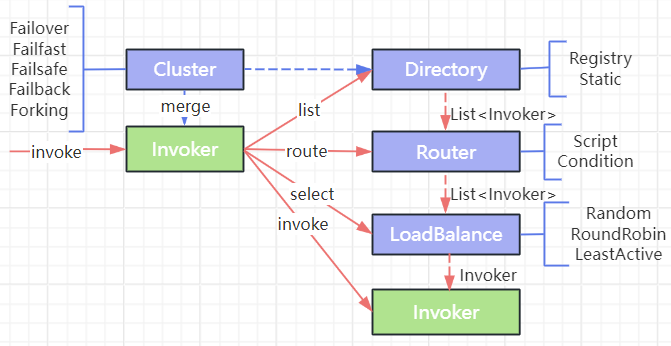 Failover
Failfast
Failsafe
Failback
Forking
Cluster
merge
invoke
Invoker
list
route
select
invoke
Directory
Registry
Static
List<Invoker>
Router
Script
Condition
List<Invoker>
LoadBalance
Random
RoundRobin
LeastActive
Invoker
Invoker